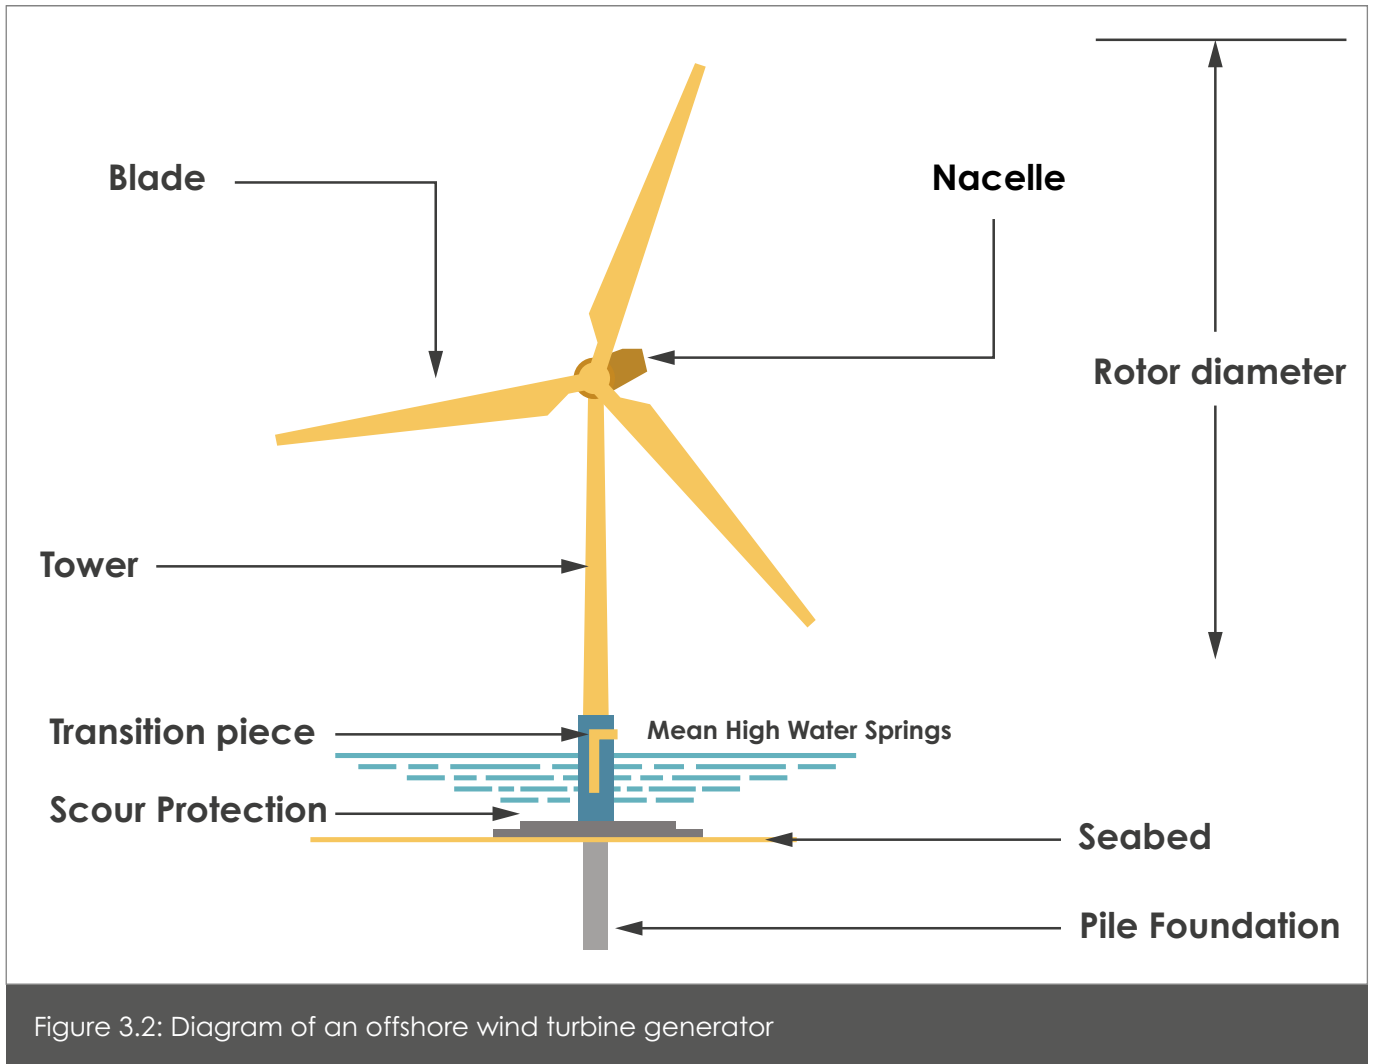 Blade
Nacelle
Rotor diameter
Tower
Transition piece
Mean High Water Springs
Scour Protection
Seabed
Pile Foundation
Figure 3.2: Diagram of an offshore wind turbine generator